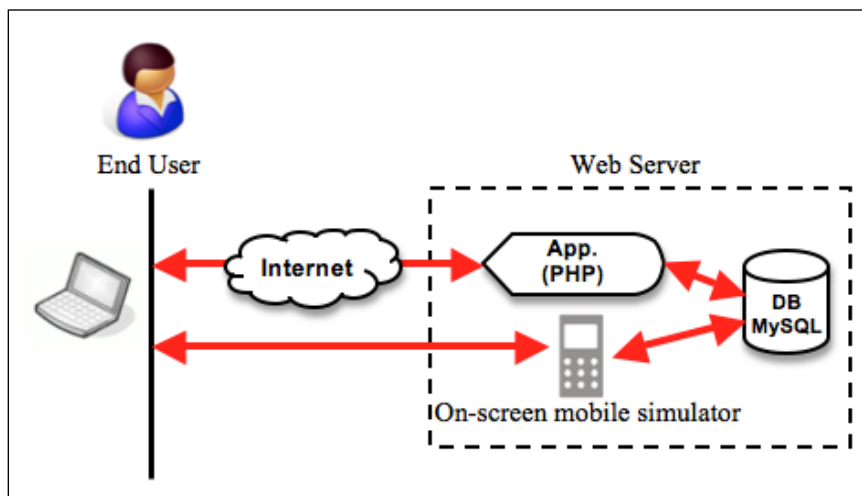 End User
Web Server
Internet
App.
(PHP)
DB
MySQL
On-screen mobile simulator